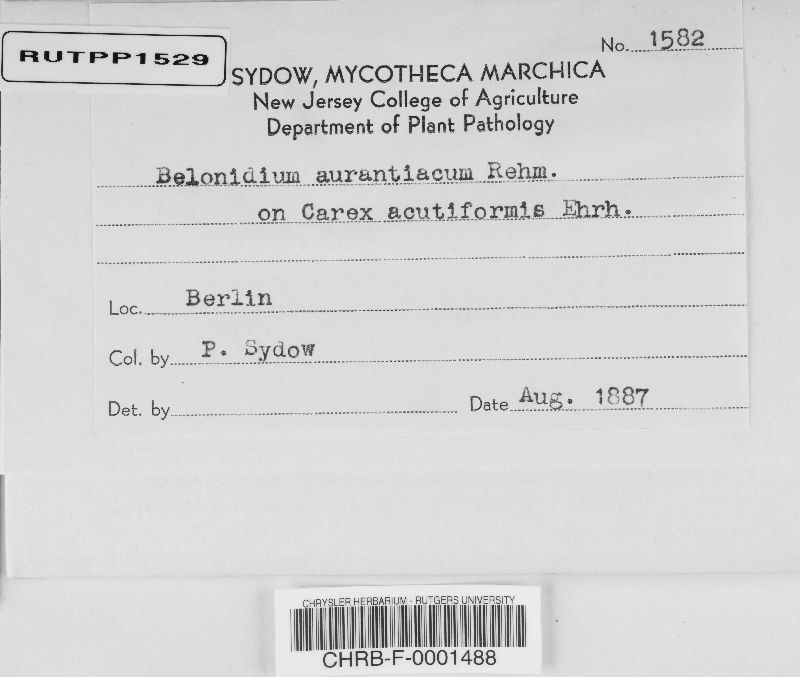 No. 1582
RUTPP1529
SYDOW, MYCOTHECA MARCHICA
New Jersey College of Agriculture
Department of Plant Pathology
Belonidium aurantiacum Rehm.
on Carex acutiformis Ehrh.
Loc. Berlin
Col. by P. Sydow
Det. by Date Aug. 1887
CHRYSLER HERBARIUM - RUTGERS UNIVERSITY
CHRB-F-0001488